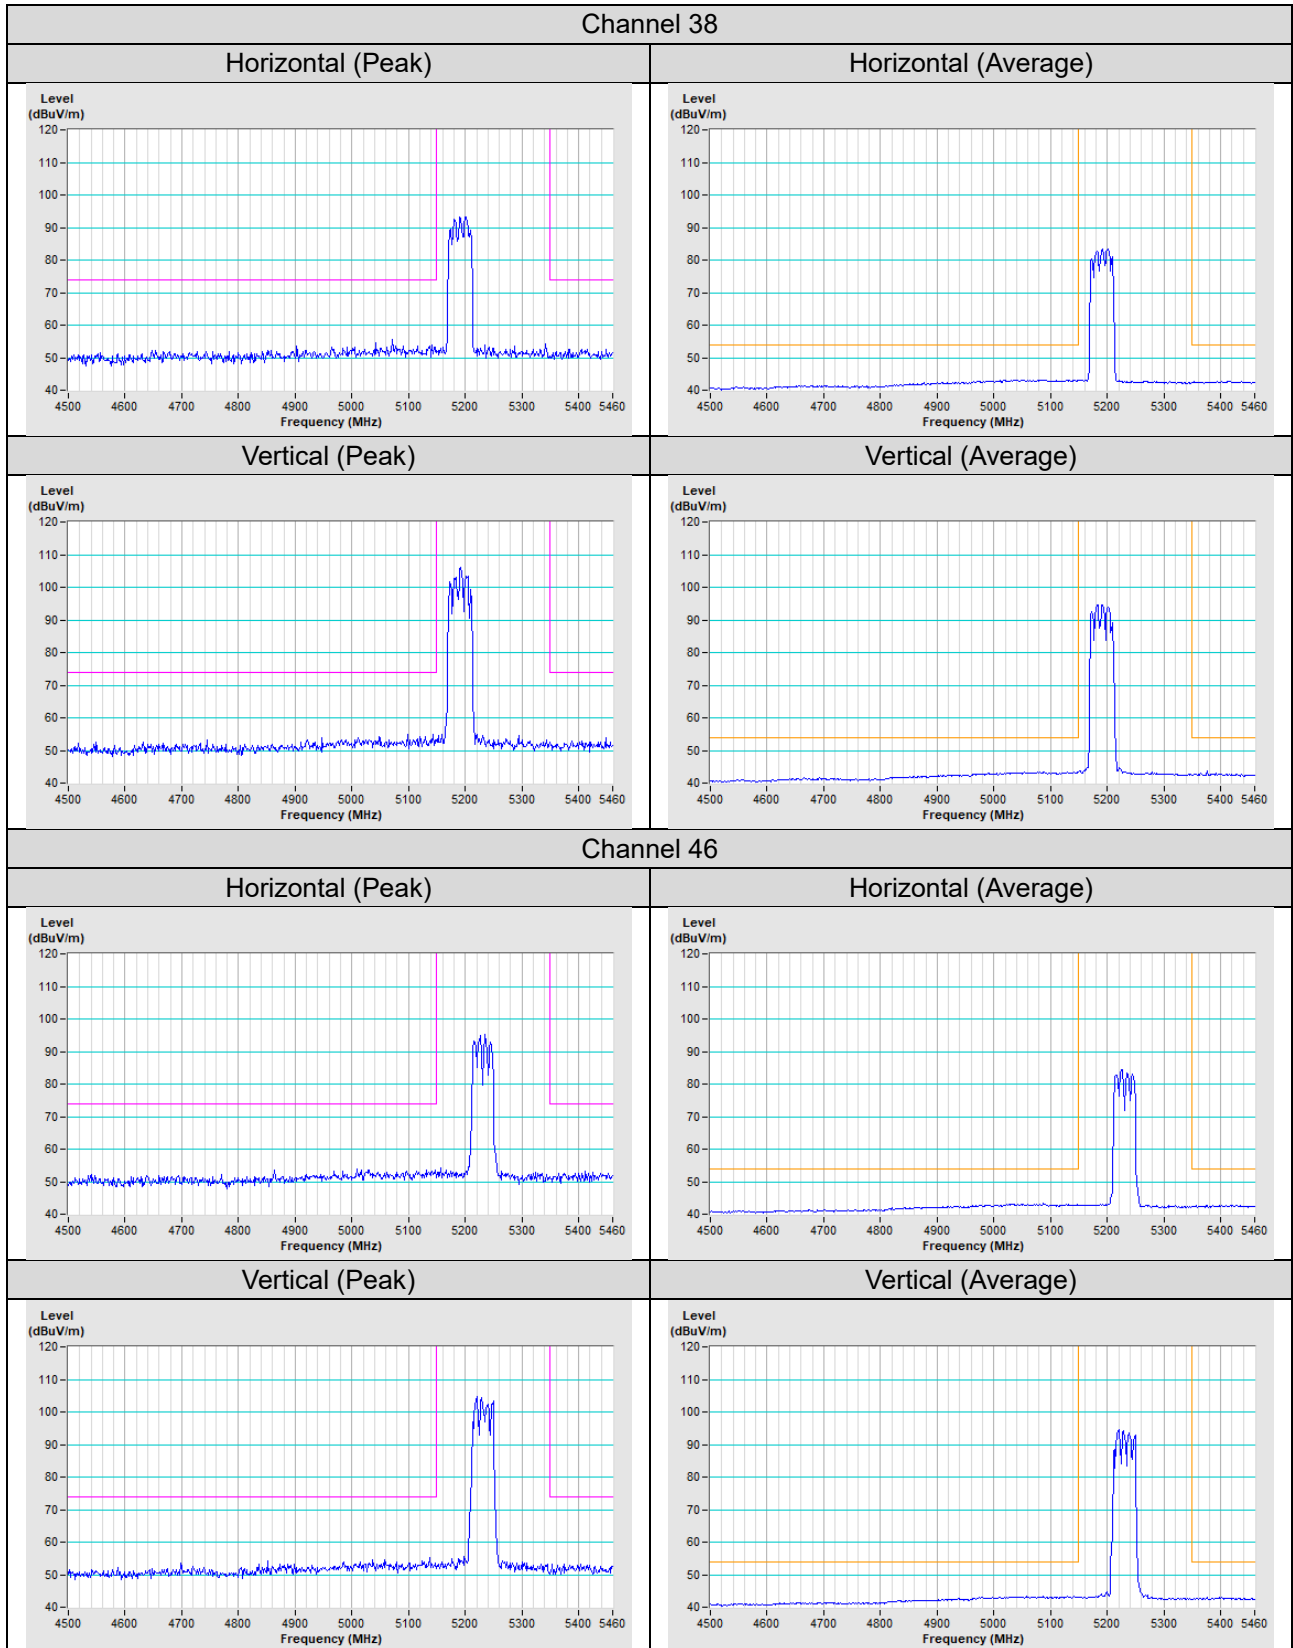 Channel 38
Horizontal (Peak) Horizontal (Average)
Level Level
(dBuV/m) (dBuV/m)
120 120
110 110
100 100
90 90
80 80
70 70
60 60
50 50
40 40
4500 4600 4700 4800 4900 5000 5100 5200 5300 5400 5460 4500 4600 4700 4800 4900 5000 5100 5200 5300 5400 5460
Frequency (MHz) Frequency (MHz)
Vertical (Peak) Vertical (Average)
Level Level
(dBuV/m) (dBuV/m)
120 120
110 110
100 100
90 90
80 80
70 70
60 60
50 50
40 40
4500 4600 4700 4800 4900 5000 5100 5200 5300 5400 5460 4500 4600 4700 4800 4900 5000 5100 5200 5300 5400 5460
Frequency (MHz) Frequency (MHz)
Channel 46
Horizontal (Peak) Horizontal (Average)
Level Level
(dBuV/m) (dBuV/m)
120 120
110 110
100 100
90 90
80 80
70 70
60 60
50 50
40 40
4500 4600 4700 4800 4900 5000 5100 5200 5300 5400 5460 4500 4600 4700 4800 4900 5000 5100 5200 5300 5400 5460
Frequency (MHz) Frequency (MHz)
Vertical (Peak) Vertical (Average)
Level Level
(dBuV/m) (dBuV/m)
120 120
110 110
100 100
90 90
80 80
70 70
60 60
50 50
40 40
4500 4600 4700 4800 4900 5000 5100 5200 5300 5400 5460 4500 4600 4700 4800 4900 5000 5100 5200 5300 5400 5460
Frequency (MHz) Frequency (MHz)